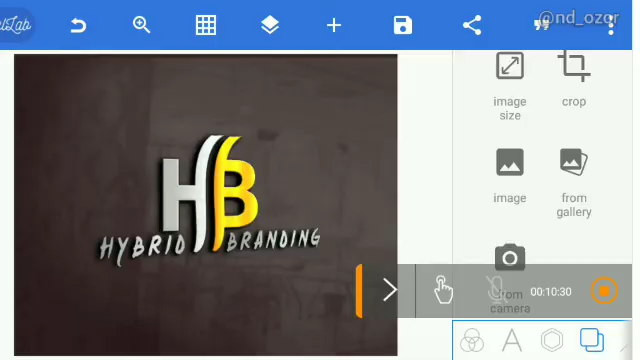 @nd_ozor
image
size
crop
image
from
gallery
HB
HYBRID BRANDING
00:10:30
from
camera
A